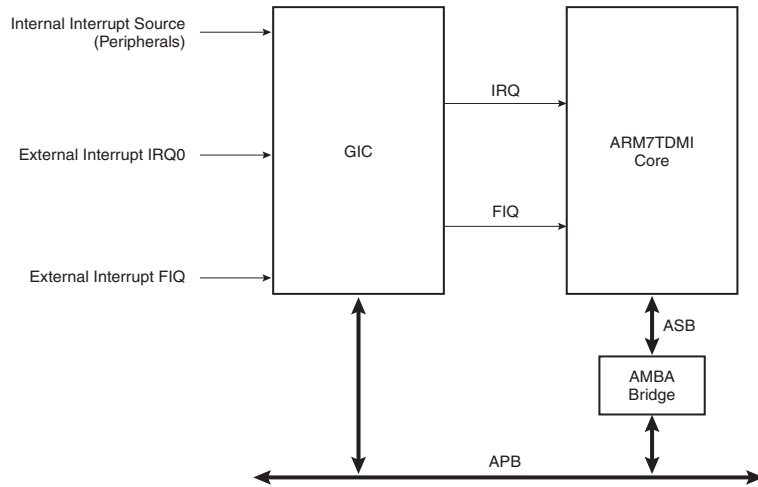 Internal Interrupt Source
(Peripherals)
IRQ
GIC
ARM7TDMI
Core
External Interrupt IRQ0
FIQ
External Interrupt FIQ
ASB
AMBA
Bridge
APB